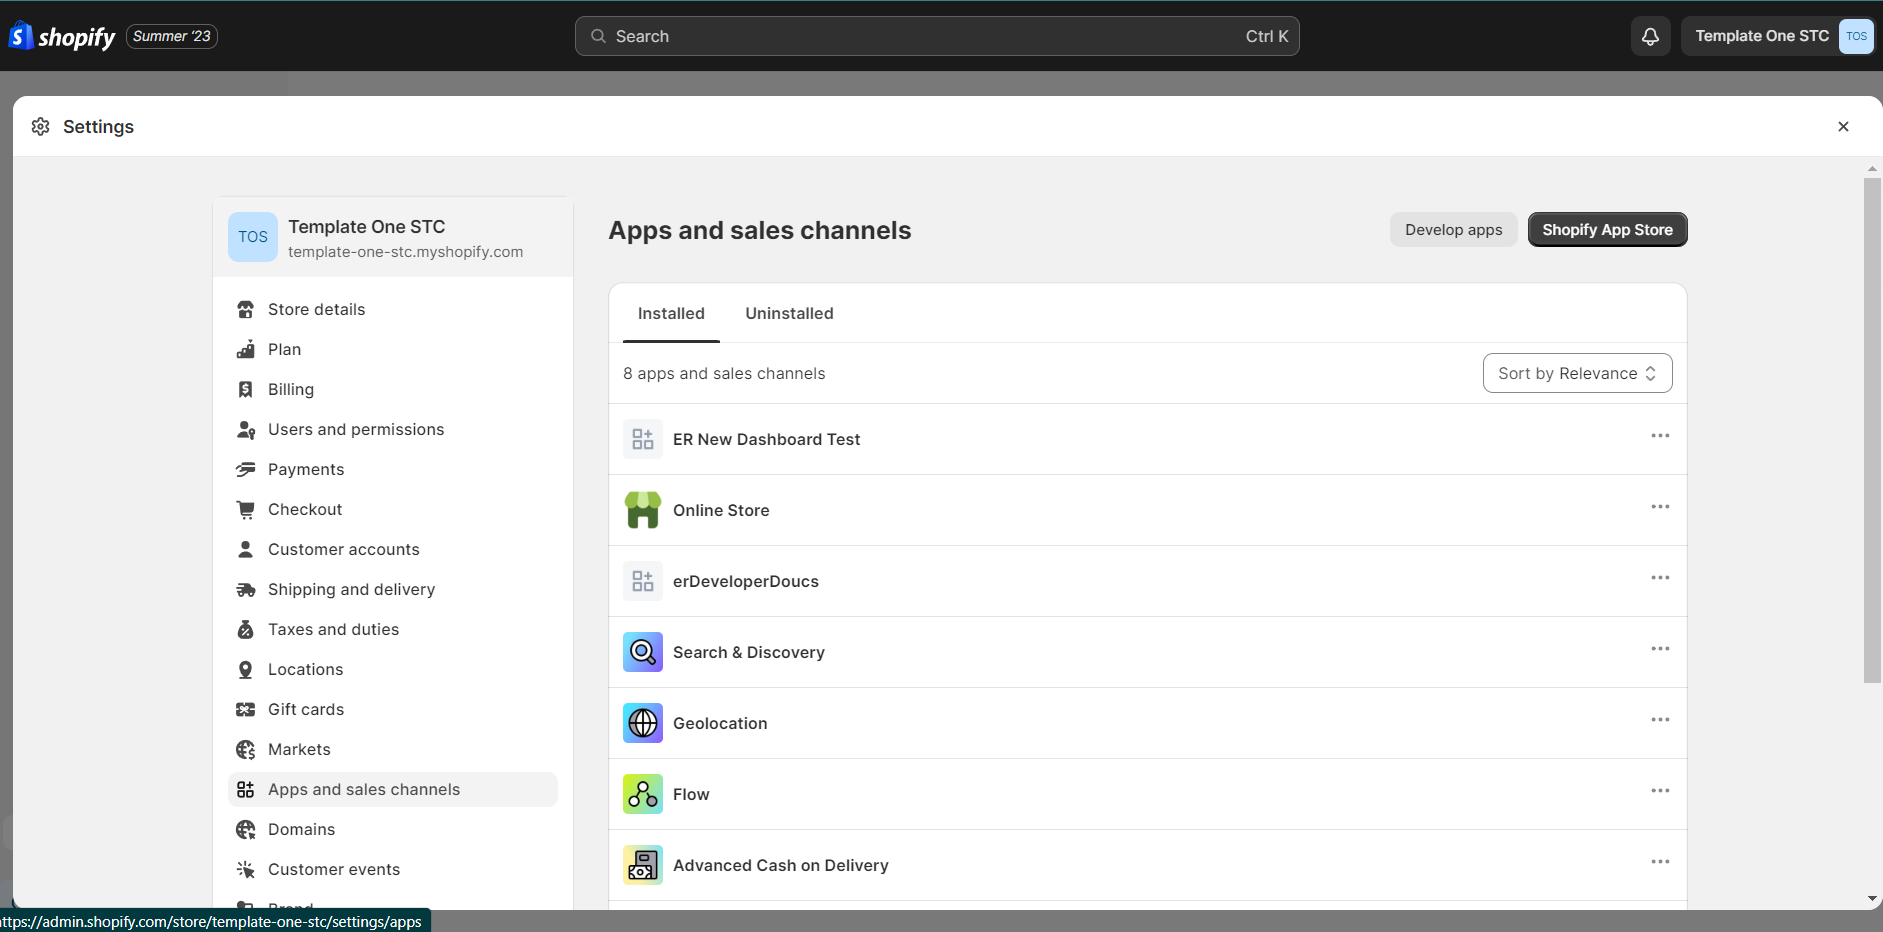 shopify
Summer '23
Search
Ctrl K
Template One STC
TOS
Settings
TOS
Template One STC
template-one-stc.myshopify.com
Store details
Plan
Billing
Users and permissions
Payments
Checkout
Customer accounts
Shipping and delivery
Taxes and duties
Locations
Gift cards
Markets
Apps and sales channels
Domains
Customer events
Brand
Apps and sales channels
Develop apps
Shopify App Store
Installed
Uninstalled
8 apps and sales channels
Sort by Relevance
ER New Dashboard Test
Online Store
erDeveloperDoucs
Search & Discovery
Geolocation
Flow
Advanced Cash on Delivery
ttps://admin.shopify.com/store/template-one-stc/settings/apps